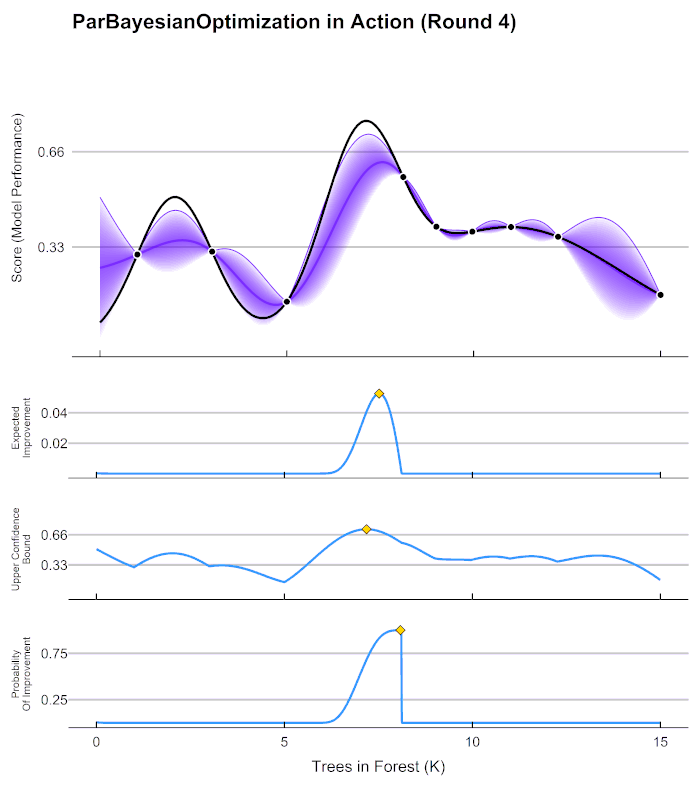 ParBayesianOptimization in Action (Round 4)
Score (Model Performance)
0.66
0.33
Expected
Improvement
0.04
0.02
Upper Confidence
Bound
0.66
0.33
Probability
Of Improvement
0.75
0.25
0 5 10 15
Trees in Forest (K)